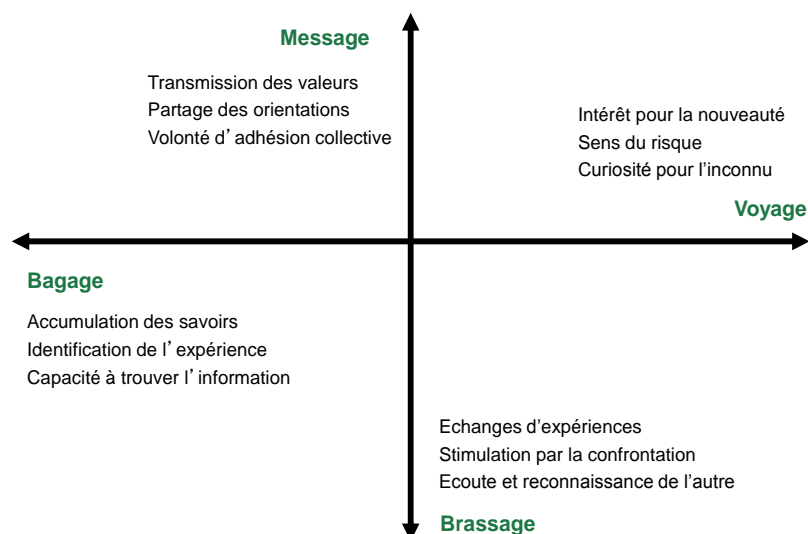 Message
Transmission des valeurs
Partage des orientations
Volonté d’adhésion collective
Intérêt pour la nouveauté
Sens du risque
Curiosité pour l’inconnu
Voyage
Bagage
Accumulation des savoirs
Identification de l’expérience
Capacité à trouver l’information
Echanges d’expériences
Stimulation par la confrontation
Ecoute et reconnaissance de l’autre
Brassage